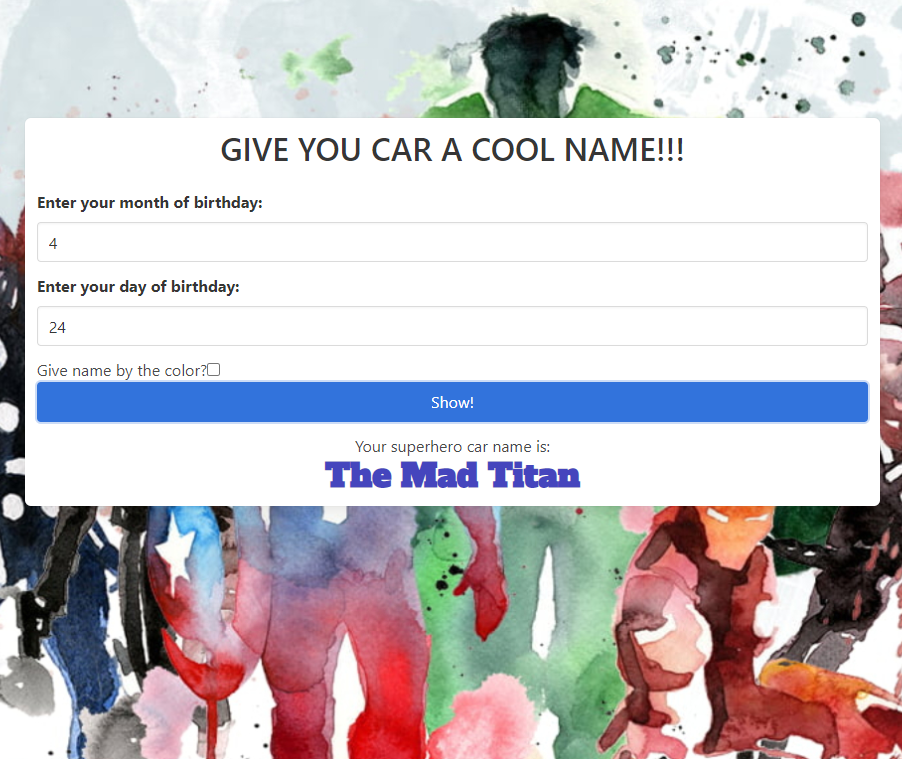 GIVE YOU CAR A COOL NAME!!!
Enter your month of birthday:
4
Enter your day of birthday:
24
Give name by the color?
Show!
Your superhero car name is:
The Mad Titan